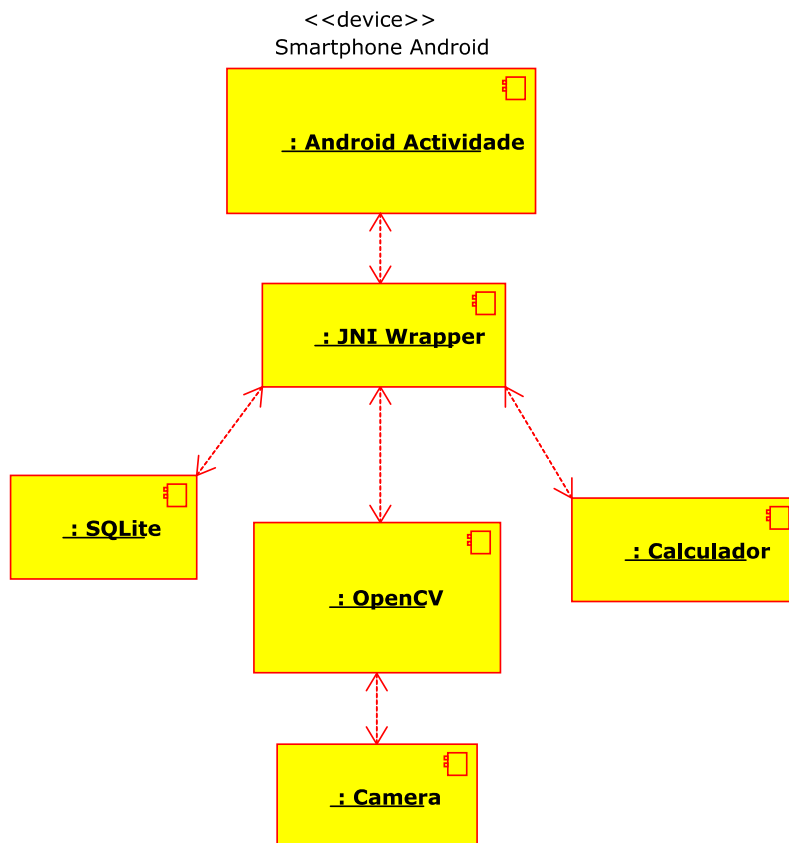 <<device>>
Smartphone Android
: Android Actividade
: JNI Wrapper
: SQLite
: OpenCV
: Calculador
: Camera